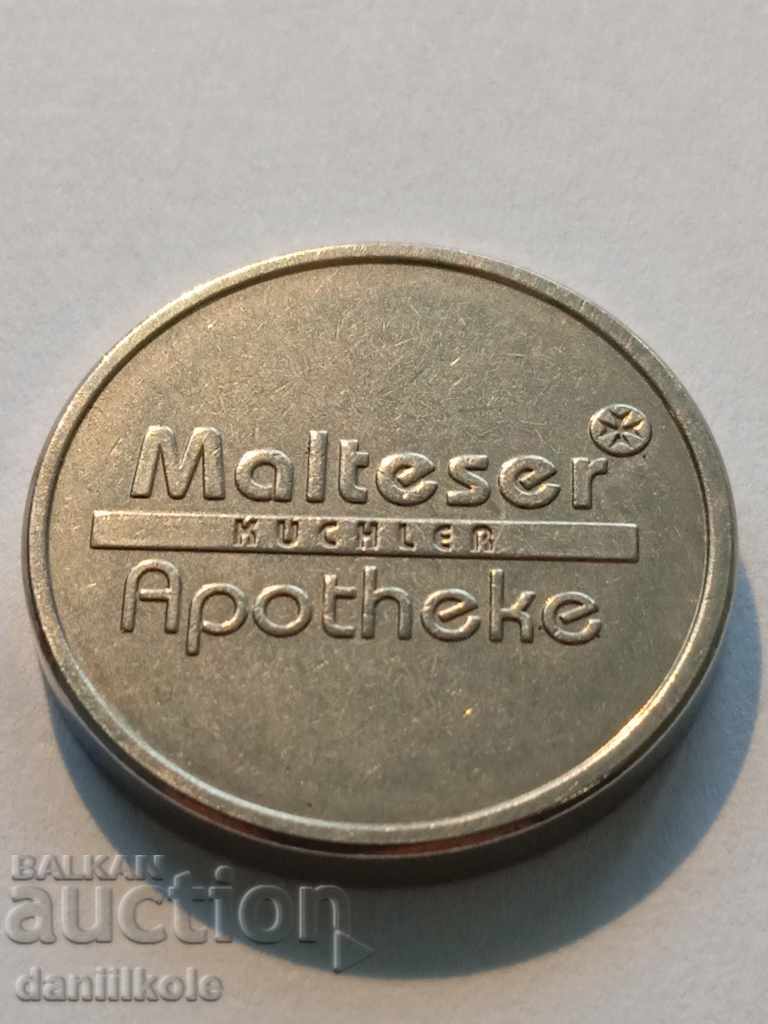 Malteser
KUCHLER
Apotheke
BALKAN
auction
daniilkole